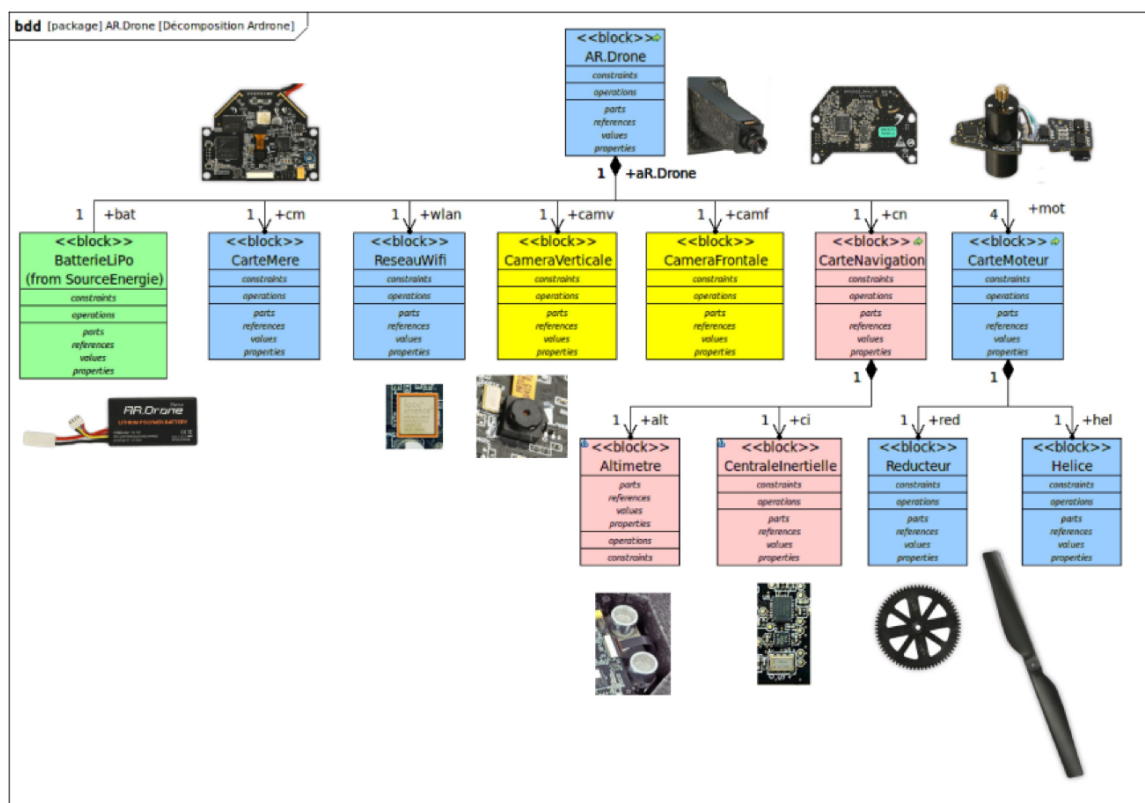 bdd [package] AR.Drone [Décomposition Ardrone]
<<block>>
AR.Drone
constraints
operations
parts
references
values
properties
1 +aR.Drone
1 +bat
1 +cm
1 +wlan
1 +camv
1 +camf
1 +cn
4 +mot
<<block>>
BatterieLiPo
(from SourceEnergie)
constraints
operations
parts
references
values
properties
<<block>>
CarteMere
constraints
operations
parts
references
values
properties
<<block>>
ReseauWifi
constraints
operations
parts
references
values
properties
<<block>>
CameraVerticale
constraints
operations
parts
references
values
properties
<<block>>
CameraFrontale
constraints
operations
parts
references
values
properties
<<block>>
CarteNavigation
constraints
operations
parts
references
values
properties
1
<<block>>
CarteMoteur
constraints
operations
parts
references
values
properties
1
AR.Drone
LITHIUM POLYMER BATTERY
1 +alt
1 +ci
1 +red
1 +hel
<<block>>
Altimetre
parts
references
values
properties
operations
constraints
<<block>>
CentraleInertielle
constraints
operations
parts
references
values
properties
<<block>>
Reducteur
constraints
operations
parts
references
values
properties
<<block>>
Helice
constraints
operations
parts
references
values
properties